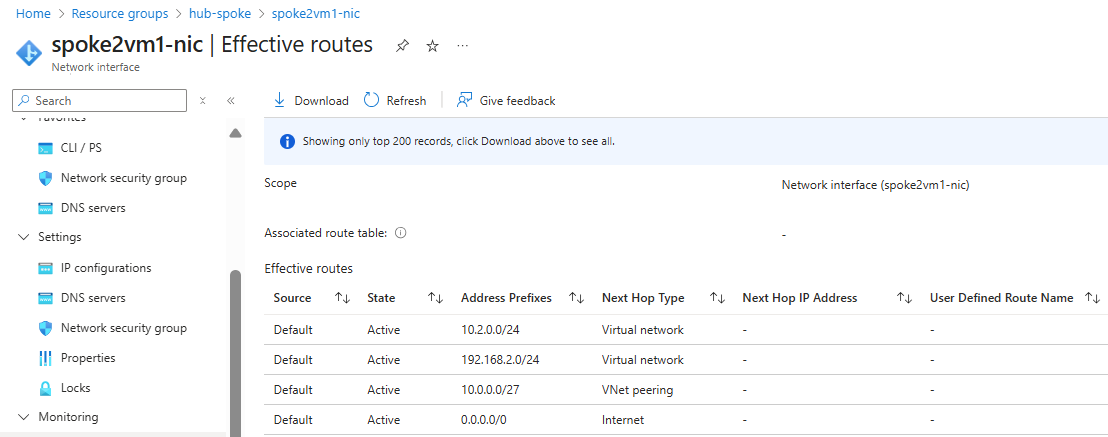 Home > Resource groups > hub-spoke > spoke2vm1-nic
spoke2vm1-nic | Effective routes ...
Network interface
Search
Download Refresh Give feedback
Showing only top 200 records, click Download above to see all.
Favorites
CLI / PS
Network security group
DNS servers
Settings
IP configurations
DNS servers
Network security group
Properties
Locks
Monitoring
Scope Network interface (spoke2vm1-nic)
Associated route table: -
Effective routes
Source State Address Prefixes Next Hop Type Next Hop IP Address User Defined Route Name
Default Active 10.2.0.0/24 Virtual network - -
Default Active 192.168.2.0/24 Virtual network - -
Default Active 10.0.0.0/27 VNet peering - -
Default Active 0.0.0.0/0 Internet - -